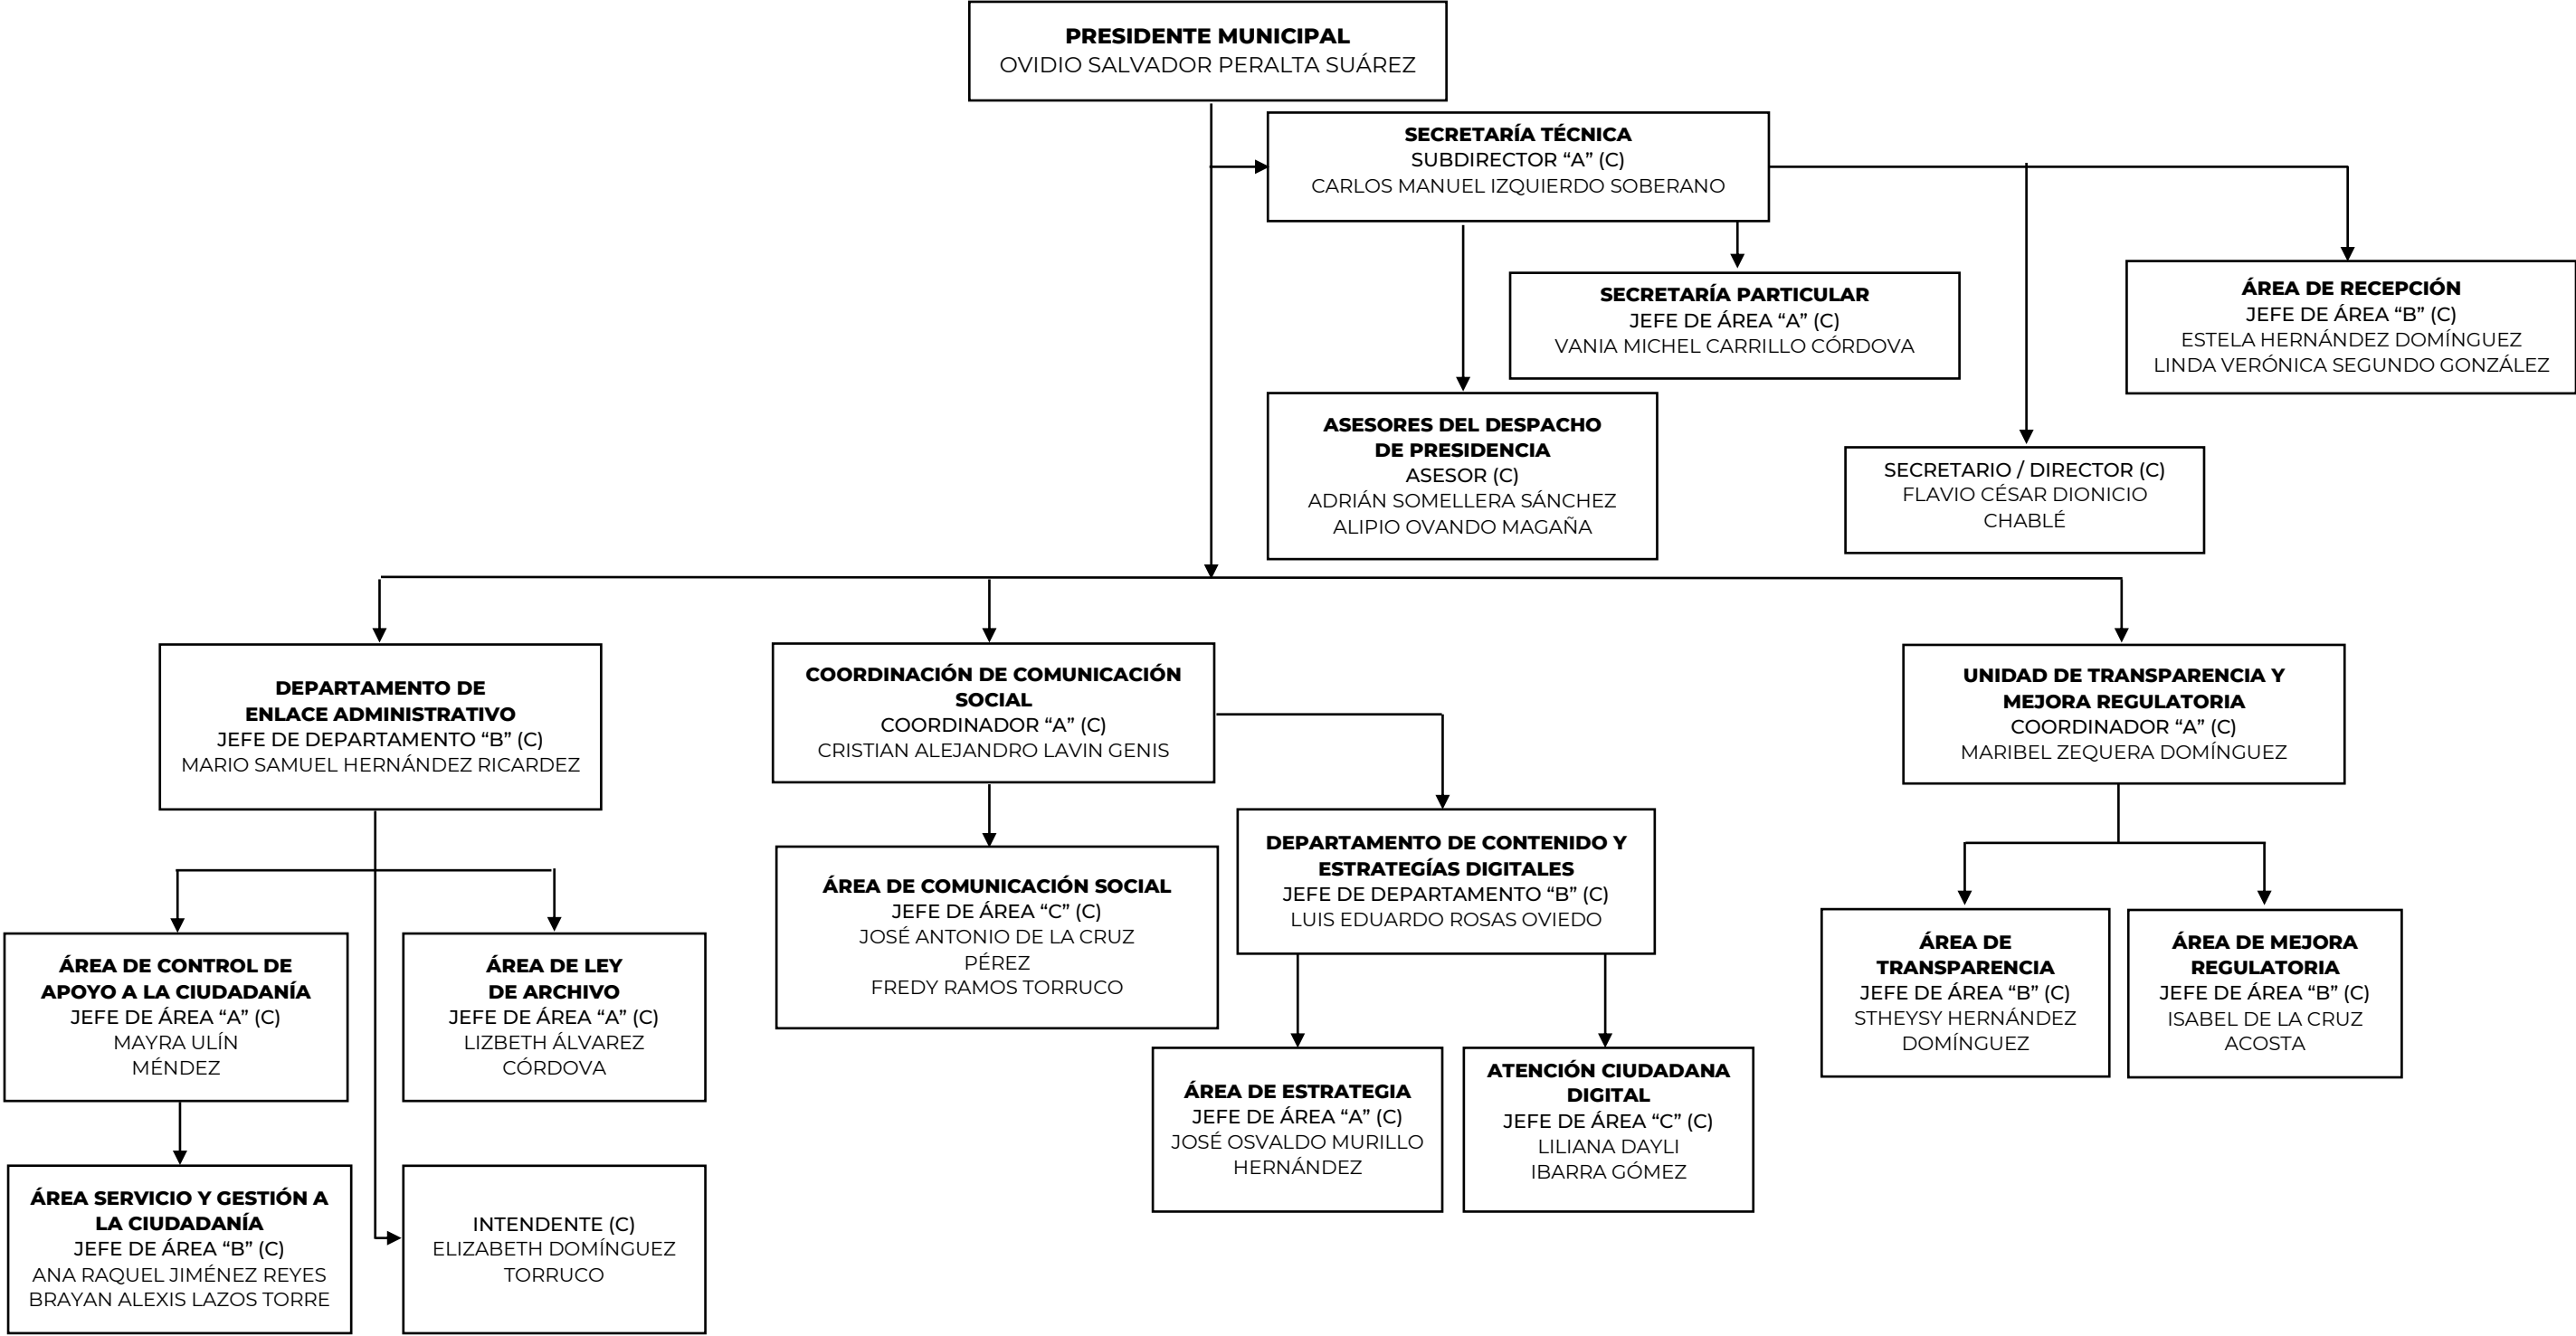 PRESIDENTE MUNICIPAL
OVIDIO SALVADOR PERALTA SUÁREZ
SECRETARÍA TÉCNICA
SUBDIRECTOR “A” (C)
CARLOS MANUEL IZQUIERDO SOBERANO
SECRETARÍA PARTICULAR
JEFE DE ÁREA “A” (C)
VANIA MICHEL CARRILLO CÓRDOVA
ÁREA DE RECEPCIÓN
JEFE DE ÁREA “B” (C)
ESTELA HERNÁNDEZ DOMÍNGUEZ
LINDA VERÓNICA SEGUNDO GONZÁLEZ
ASESORES DEL DESPACHO
DE PRESIDENCIA
ASESOR (C)
ADRIÁN SOMELLERA SÁNCHEZ
ALIPIO OVANDO MAGAÑA
SECRETARIO / DIRECTOR (C)
FLAVIO CÉSAR DIONICIO
CHABLÉ
DEPARTAMENTO DE
ENLACE ADMINISTRATIVO
JEFE DE DEPARTAMENTO “B” (C)
MARIO SAMUEL HERNÁNDEZ RICARDEZ
COORDINACIÓN DE COMUNICACIÓN
SOCIAL
COORDINADOR “A” (C)
CRISTIAN ALEJANDRO LAVIN GENIS
UNIDAD DE TRANSPARENCIA Y
MEJORA REGULATORIA
COORDINADOR “A” (C)
MARIBEL ZEQUERA DOMÍNGUEZ
ÁREA DE COMUNICACIÓN SOCIAL
JEFE DE ÁREA “C” (C)
JOSÉ ANTONIO DE LA CRUZ
PÉREZ
FREDY RAMOS TORRUCO
DEPARTAMENTO DE CONTENIDO Y
ESTRATEGÍAS DIGITALES
JEFE DE DEPARTAMENTO “B” (C)
LUIS EDUARDO ROSAS OVIEDO
ÁREA DE CONTROL DE
APOYO A LA CIUDADANÍA
JEFE DE ÁREA “A” (C)
MAYRA ULÍN
MÉNDEZ
ÁREA DE LEY
DE ARCHIVO
JEFE DE ÁREA “A” (C)
LIZBETH ÁLVAREZ
CÓRDOVA
ÁREA DE
TRANSPARENCIA
JEFE DE ÁREA “B” (C)
STHEYSY HERNÁNDEZ
DOMÍNGUEZ
ÁREA DE MEJORA
REGULATORIA
JEFE DE ÁREA “B” (C)
ISABEL DE LA CRUZ
ACOSTA
ÁREA DE ESTRATEGIA
JEFE DE ÁREA “A” (C)
JOSÉ OSVALDO MURILLO
HERNÁNDEZ
ATENCIÓN CIUDADANA
DIGITAL
JEFE DE ÁREA “C” (C)
LILIANA DAYLI
IBARRA GÓMEZ
ÁREA SERVICIO Y GESTIÓN A
LA CIUDADANÍA
JEFE DE ÁREA “B” (C)
ANA RAQUEL JIMÉNEZ REYES
BRAYAN ALEXIS LAZOS TORRE
INTENDENTE (C)
ELIZABETH DOMÍNGUEZ
TORRUCO